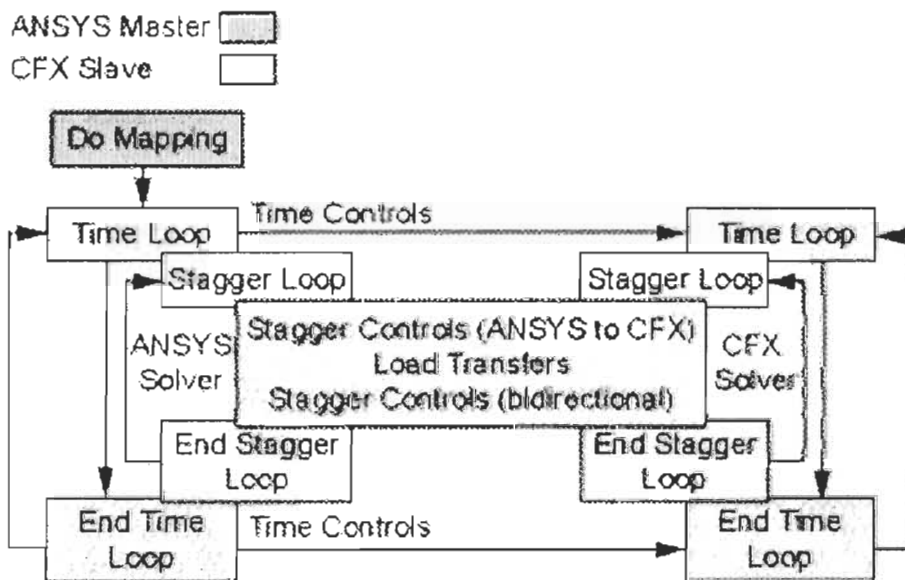 ANSYS Master
CFX Slave
Do Mapping
Time Loop
Time Controls
Time Loop
Stagger Loop
Stagger Loop
ANSYS
Solver
Stagger Controls (ANSYS to CFX)
Load Transfers
Stagger Controls (bidirectional)
CFX
Solver
End Stagger
Loop
End Stagger
Loop
End Time
Loop
Time Controls
End Time
Loop